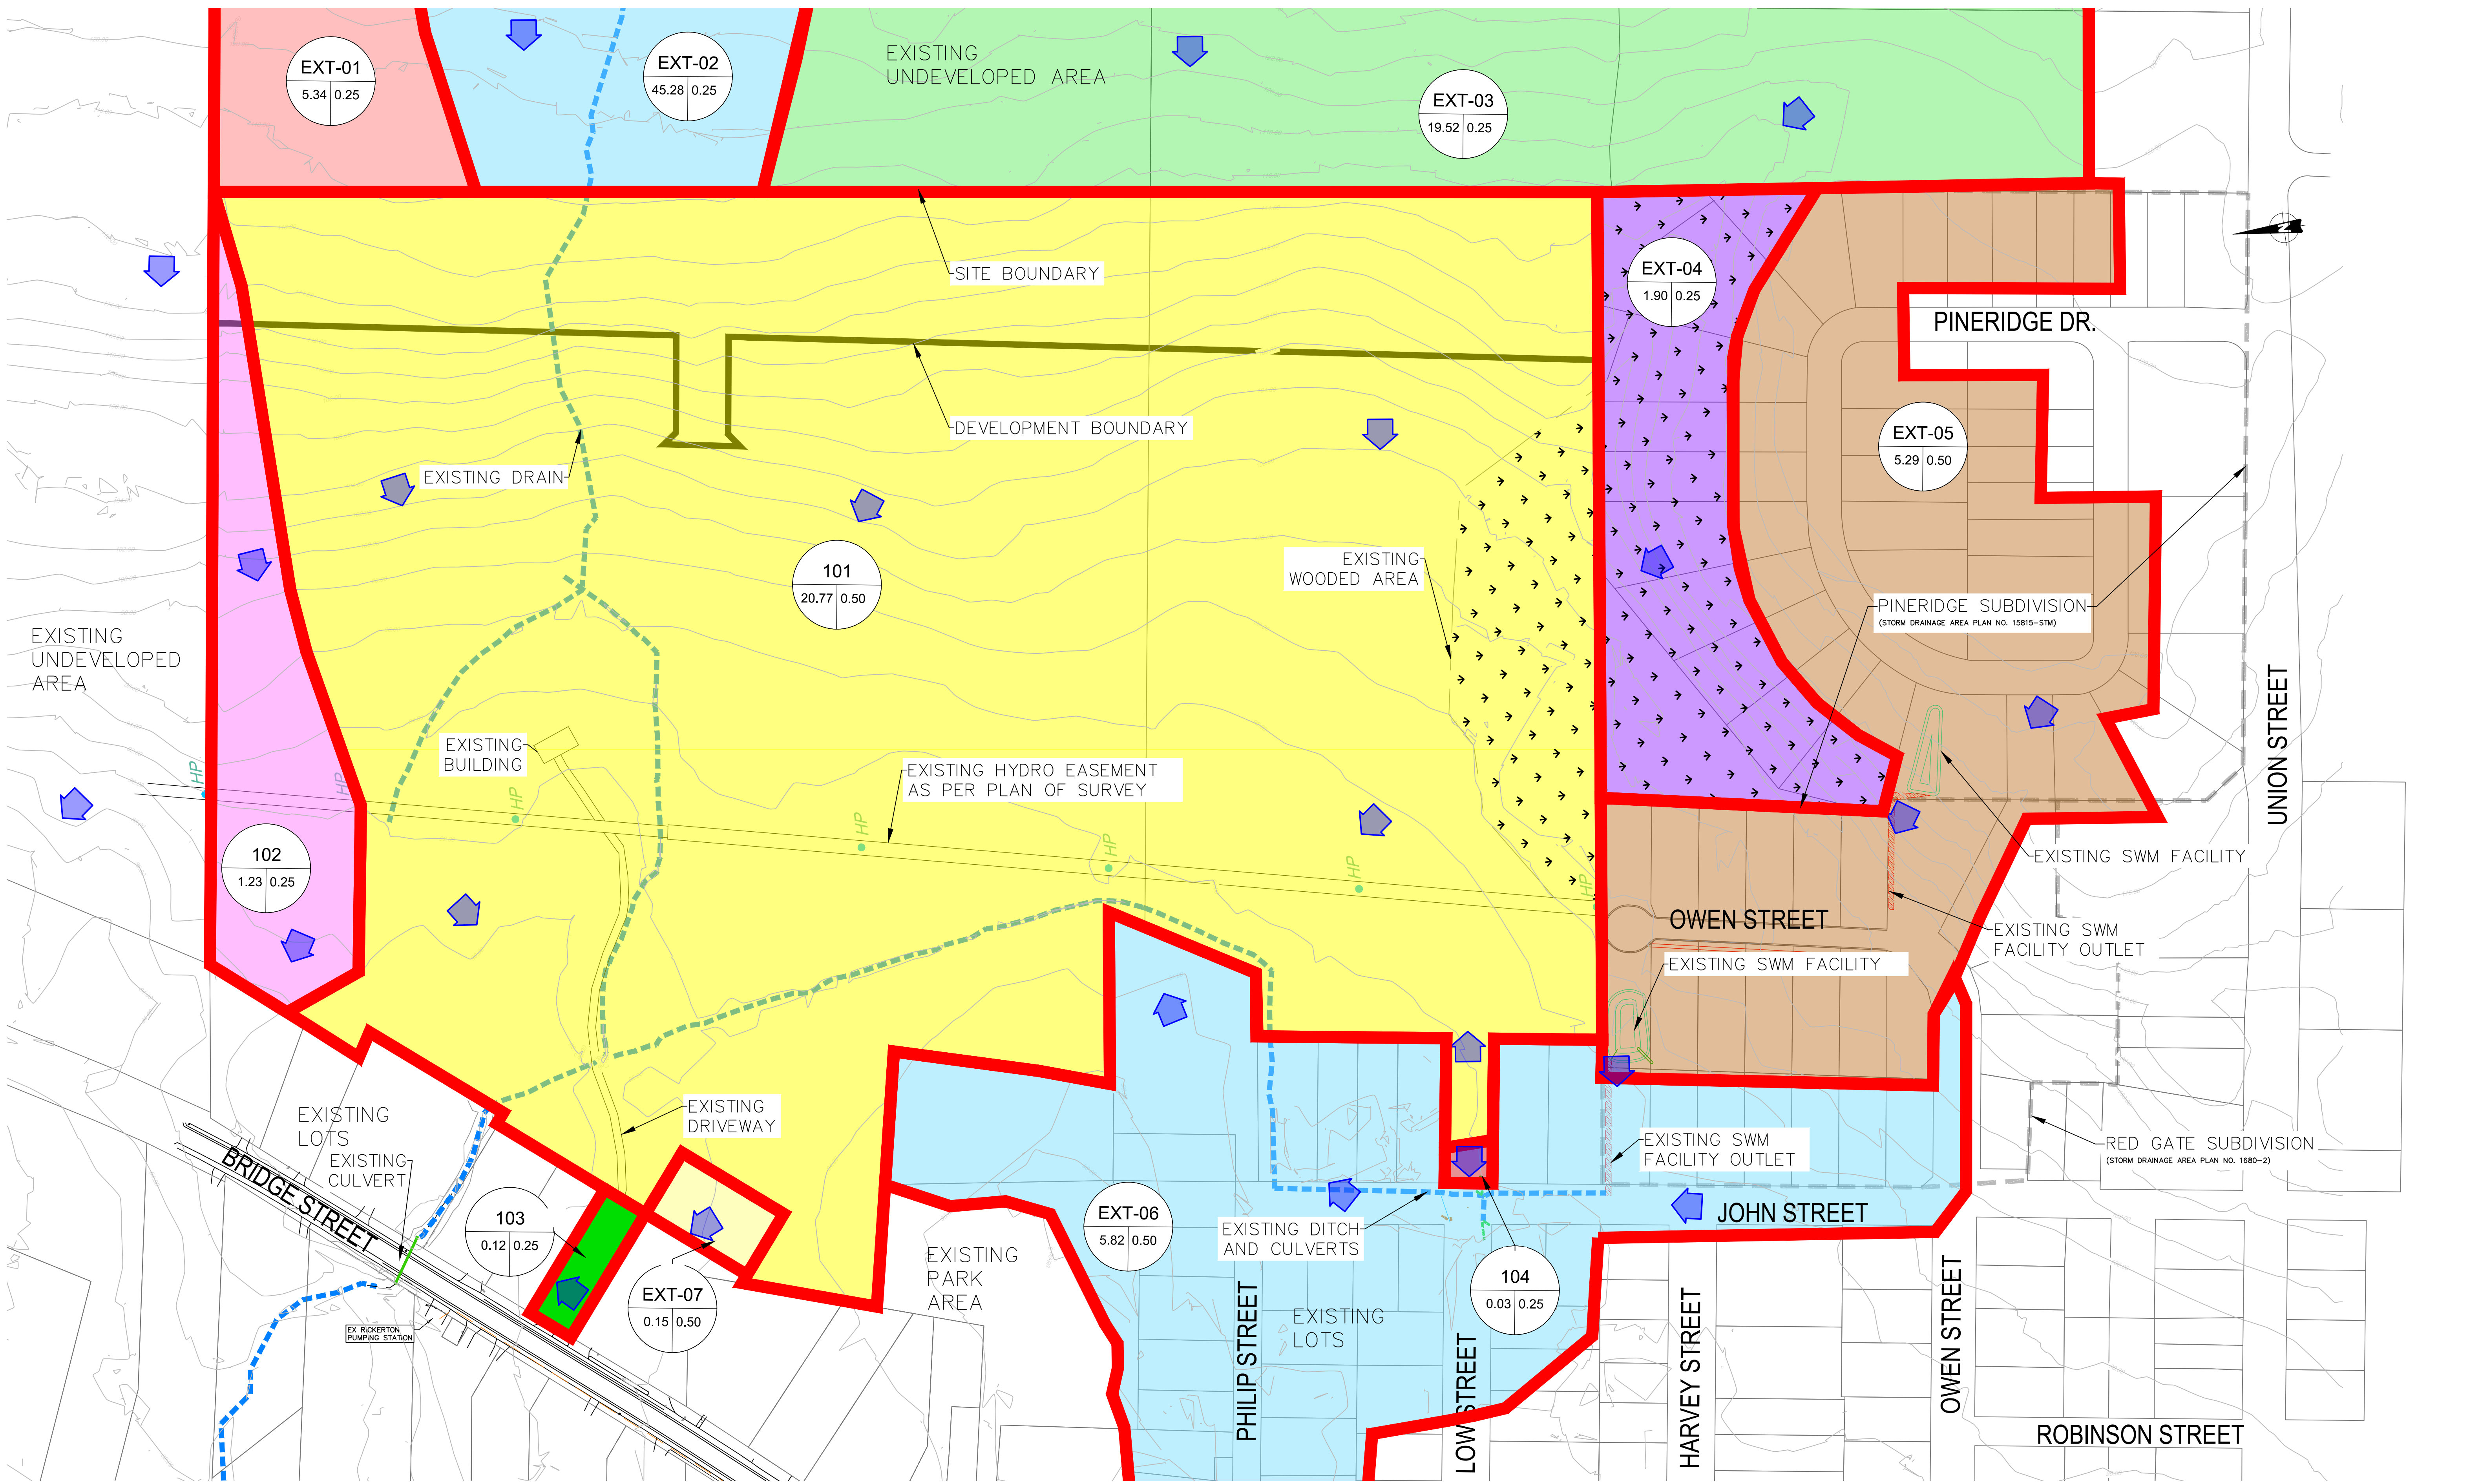 EXT-01
5.34 0.25
EXT-02
45.28 0.25
EXISTING
UNDEVELOPED AREA
EXT-03
19.52 0.25
N
SITE BOUNDARY
EXT-04
1.90 0.25
PINERIDGE DR.
DEVELOPMENT BOUNDARY
EXT-05
5.29 0.50
EXISTING DRAIN
101
20.77 0.50
EXISTING
WOODED AREA
PINERIDGE SUBDIVISION
(STORM DRAINAGE AREA PLAN NO. 15815-STM)
EXISTING
UNDEVELOPED
AREA
UNION STREET
EXISTING
BUILDING
EXISTING HYDRO EASEMENT
AS PER PLAN OF SURVEY
HP
HP
HP
HP
HP
HP
HP
102
1.23 0.25
EXISTING SWM FACILITY
OWEN STREET
EXISTING SWM
FACILITY OUTLET
EXISTING SWM FACILITY
EXISTING
LOTS
EXISTING
DRIVEWAY
EXISTING
CULVERT
BRIDGE STREET
EXISTING SWM
FACILITY OUTLET
RED GATE SUBDIVISION
(STORM DRAINAGE AREA PLAN NO. 1680-2)
103
0.12 0.25
EXT-06
5.82 0.50
EXISTING DITCH
AND CULVERTS
JOHN STREET
EXISTING
PARK
AREA
EXT-07
0.15 0.50
104
0.03 0.25
EX RICKERTON
PUMPING STATION
EXISTING
LOTS
PHILIP STREET
LOW STREET
HARVEY STREET
OWEN STREET
ROBINSON STREET